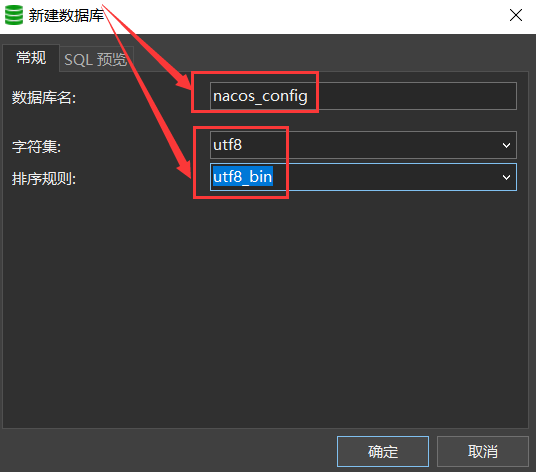 新建数据库
常规
SQL 预览
数据库名:
nacos_config
字符集:
utf8
排序规则:
utf8_bin
确定
取消